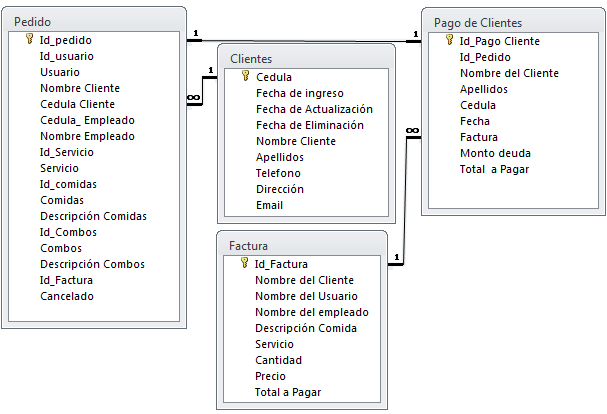 Pedido
Id_pedido
Id_usuario
Usuario
Nombre Cliente
Cedula Cliente
Cedula_ Empleado
Nombre Empleado
Id_Servicio
Servicio
Id_comidas
Comidas
Descripción Comidas
Id_Combos
Combos
Descripción Combos
Id_Factura
Cancelado
1
1
1
∞
Clientes
Cedula
Fecha de ingreso
Fecha de Actualización
Fecha de Eliminación
Nombre Cliente
Apellidos
Telefono
Dirección
Email
Pago de Clientes
Id_Pago Cliente
Id_Pedido
Nombre del Cliente
Apellidos
Cedula
Fecha
Factura
Monto deuda
Total a Pagar
∞
1
Factura
Id_Factura
Nombre del Cliente
Nombre del Usuario
Nombre del empleado
Descripción Comida
Servicio
Cantidad
Precio
Total a Pagar